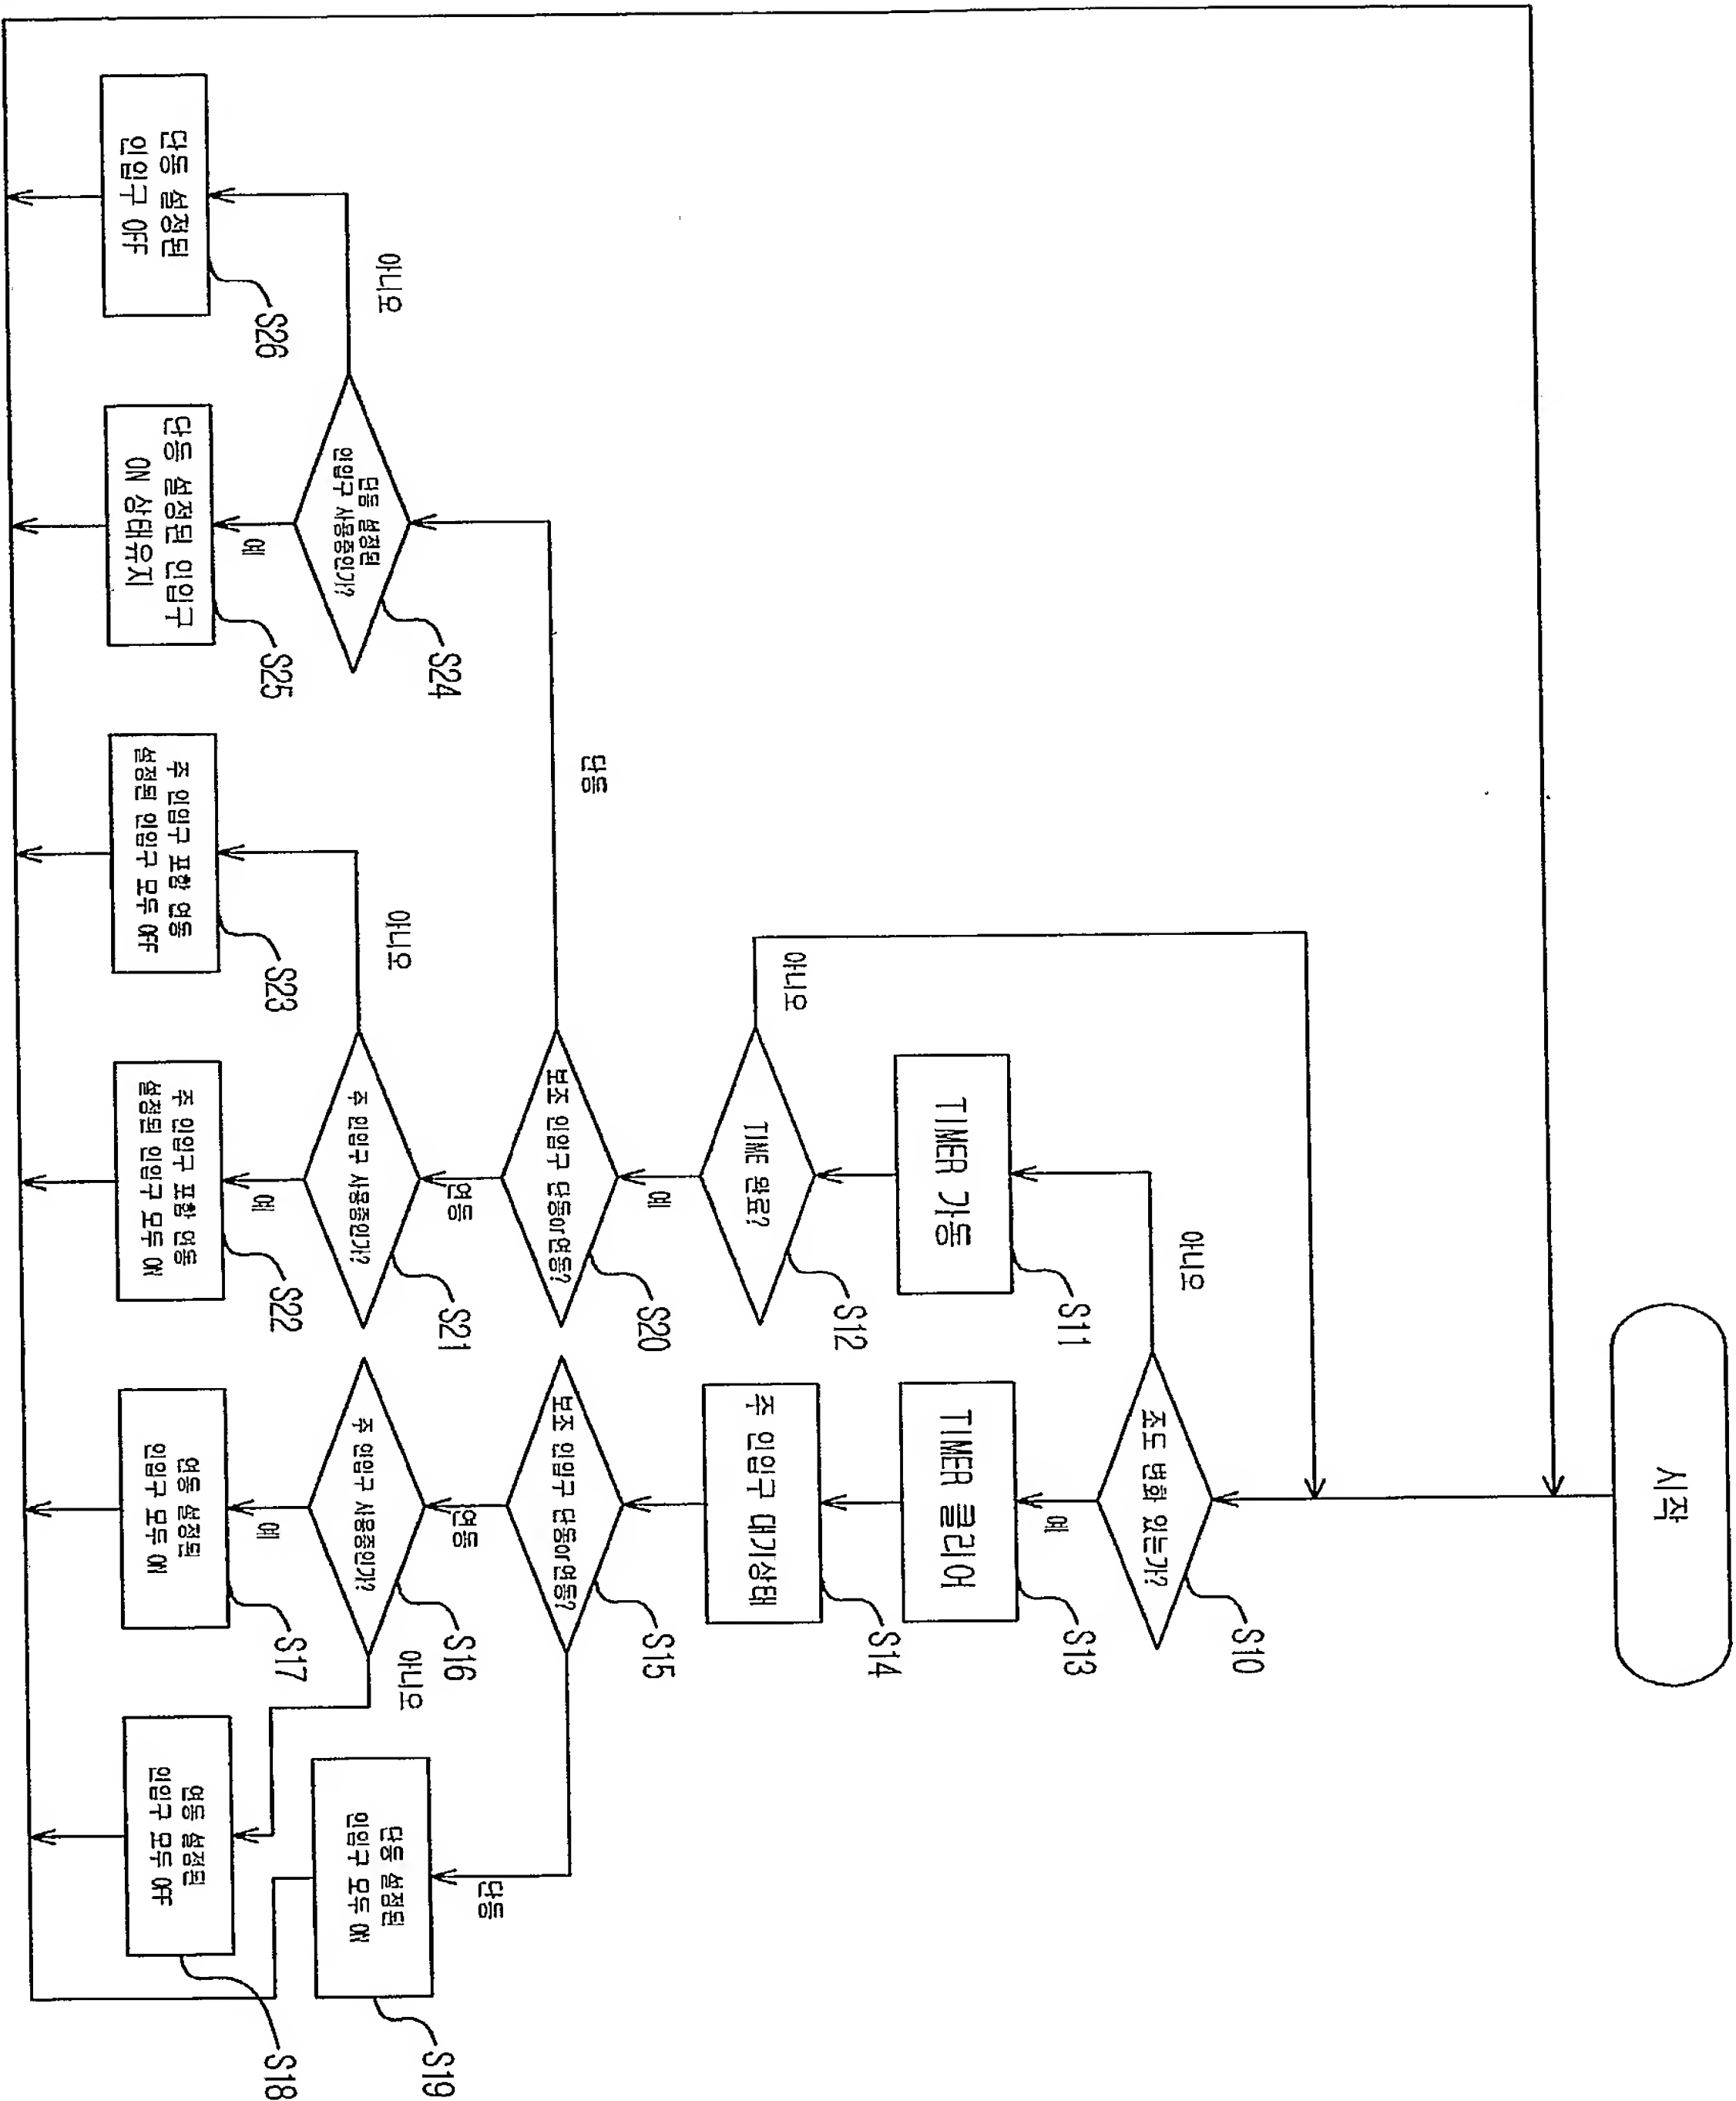 시작
조도 변화 있는가?
S10
아니오
예
TIMER 가동
S11
TIMER 클리어
S13
TIME 완료?
S12
아니오
예
주 인입구 대기상태
S14
보조 인입구 단동or연동?
S20
단동
연동
보조 인입구 단동or연동?
S15
연동
단동
단동 설정된
인입구 사용중인가?
S24
아니오
예
주 인입구 사용중인가?
S21
아니오
예
주 인입구 사용중인가?
S16
아니오
예
단동 설정된
인입구 모두 ON
S19
단동 설정된
인입구 OFF
S26
단동 설정된 인입구
ON 상태유지
S25
주 인입구 포함 연동
설정된 인입구 모두 OFF
S23
주 인입구 포함 연동
설정된 인입구 모두 ON
S22
연동 설정된
인입구 모두 ON
S17
연동 설정된
인입구 모두 OFF
S18